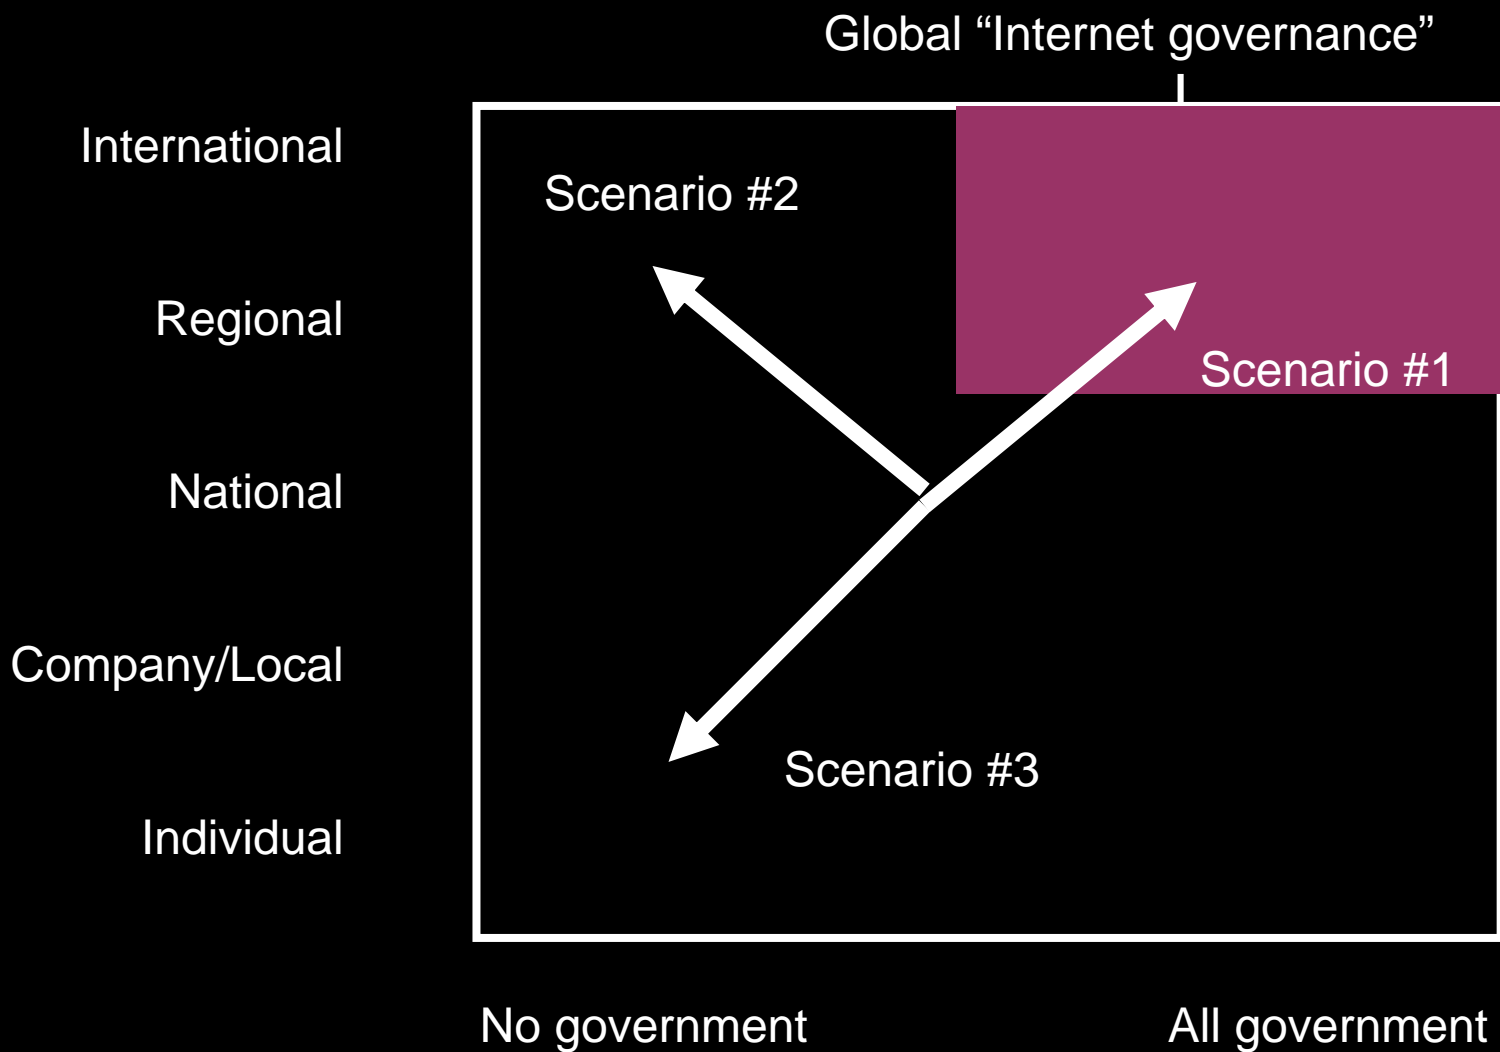 Global “Internet governance”
International
Scenario #2
Regional
Scenario #1
National
Company/Local
Scenario #3
Individual
No government
All government